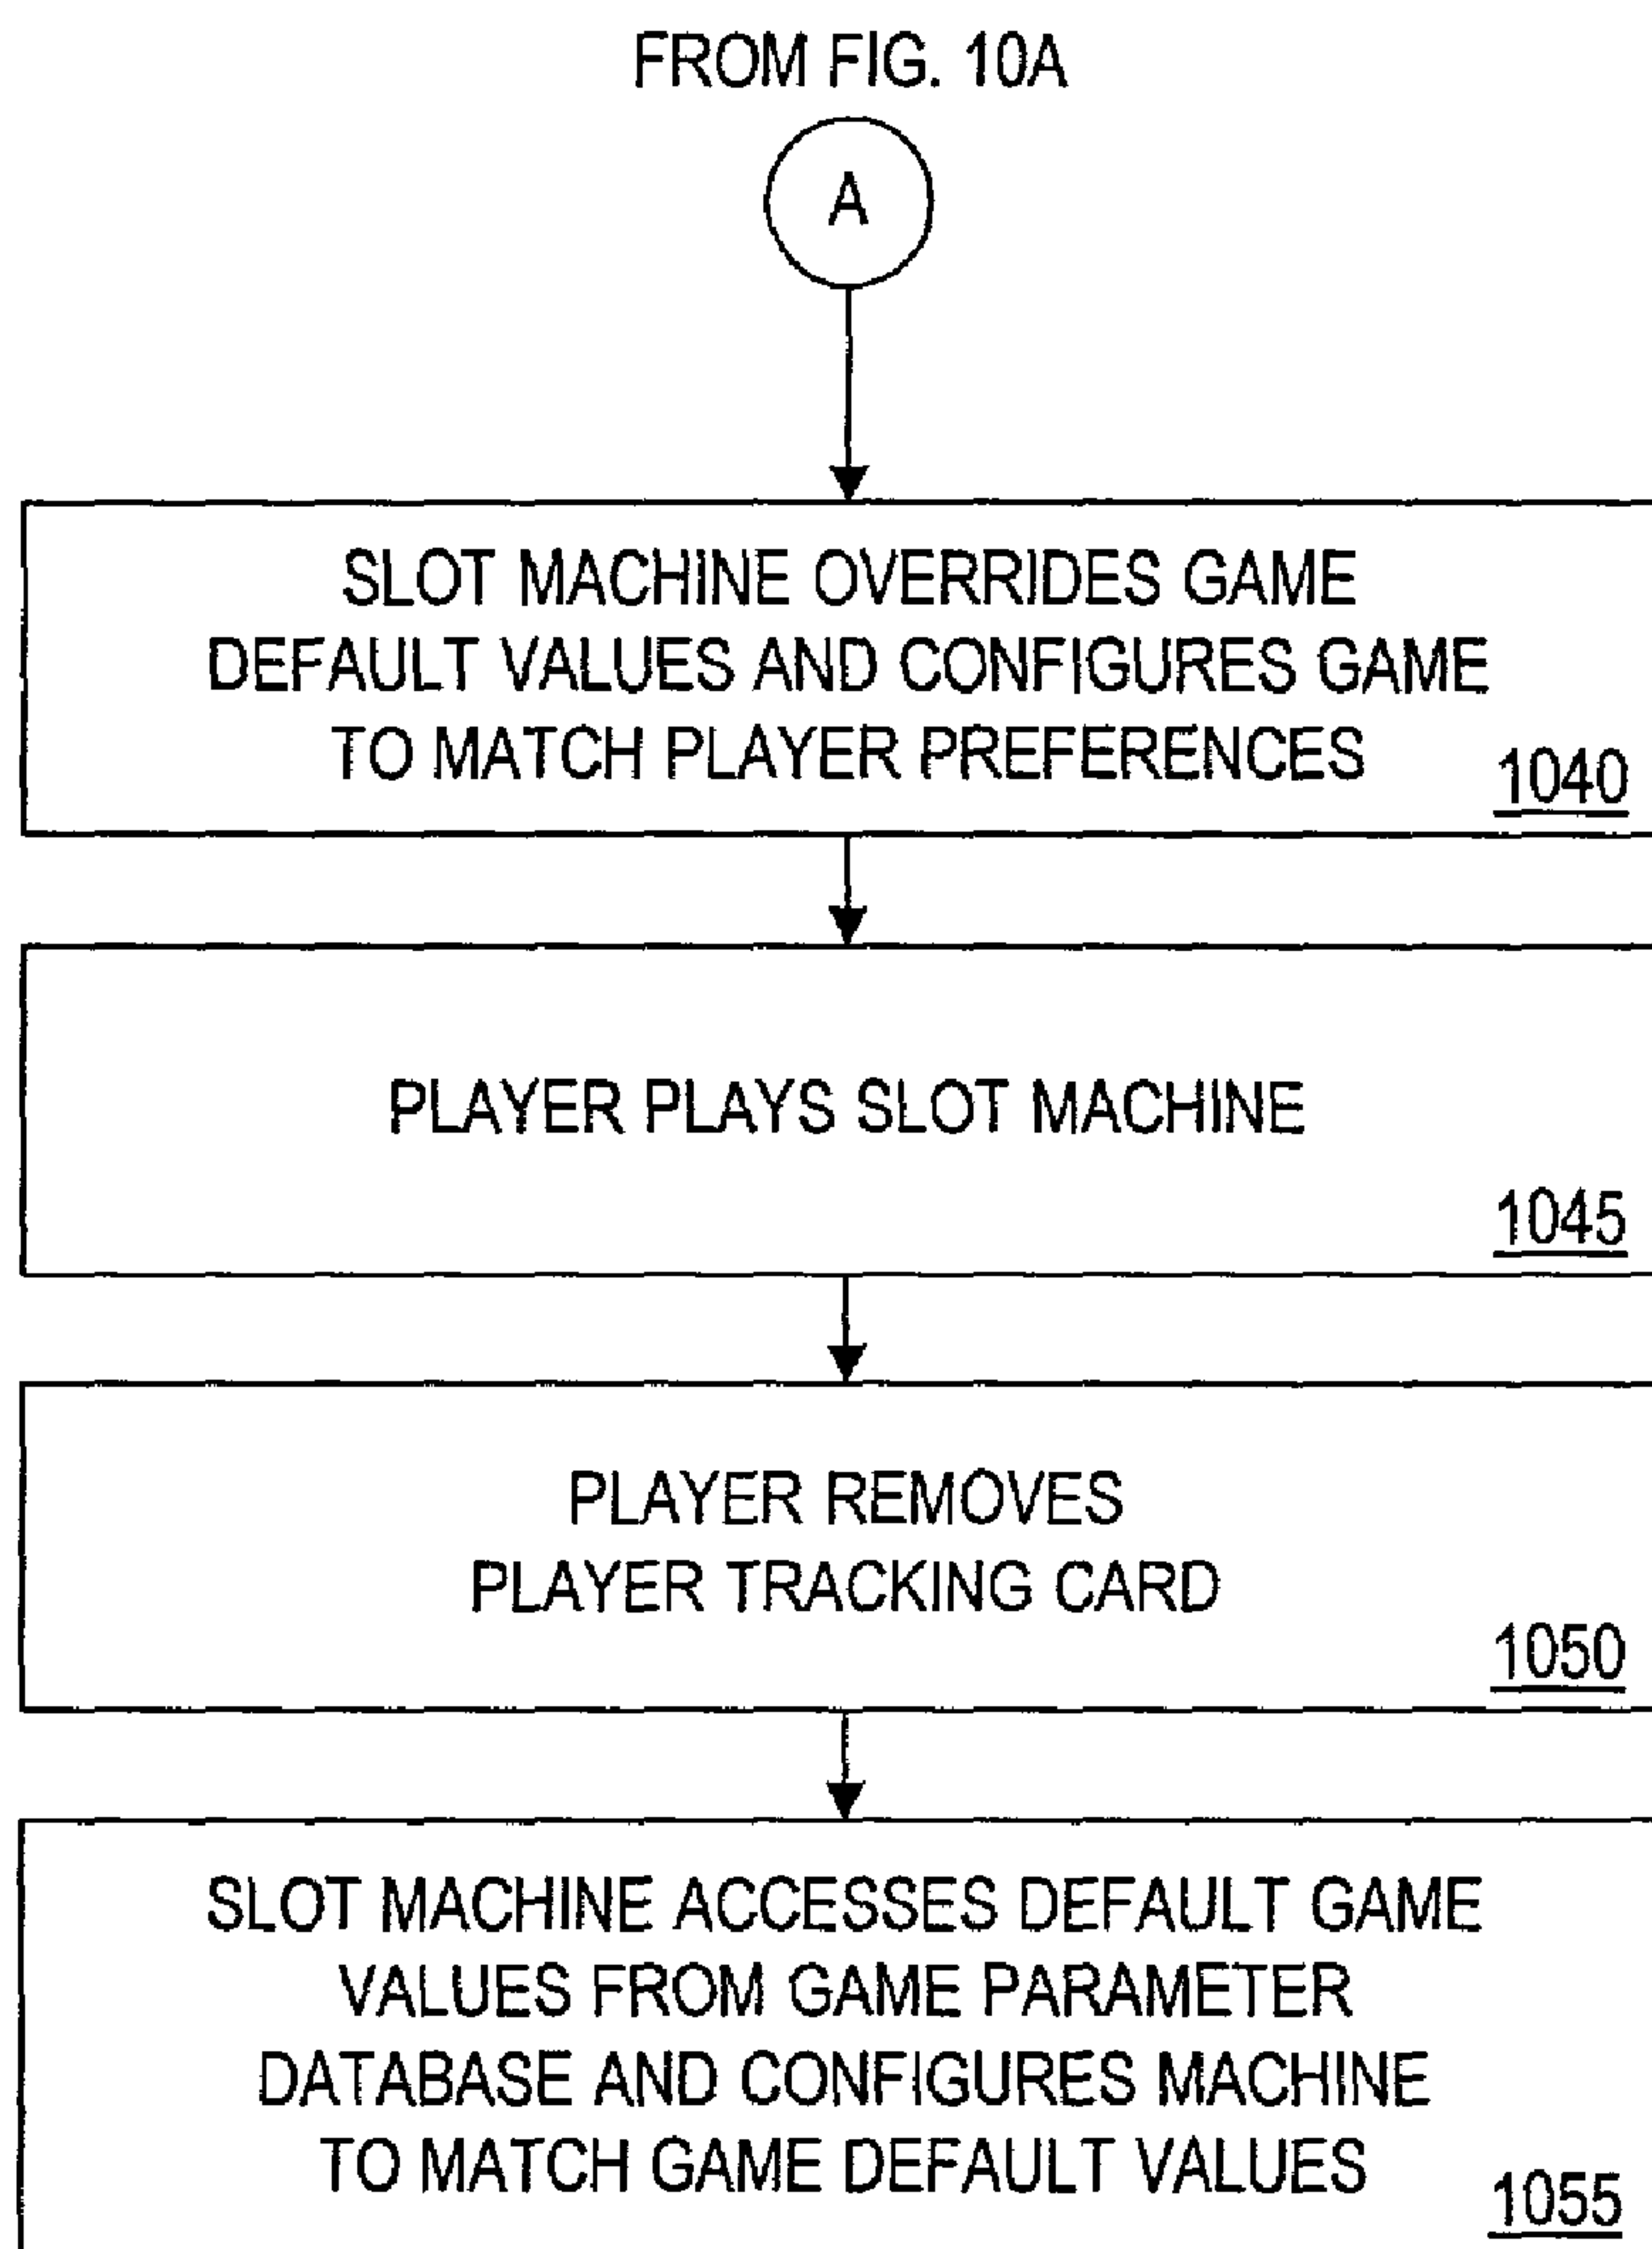 FROM FIG. 10A
A
SLOT MACHINE OVERRIDES GAME
DEFAULT VALUES AND CONFIGURES GAME
TO MATCH PLAYER PREFERENCES
1040
PLAYER PLAYS SLOT MACHINE
1045
PLAYER REMOVES
PLAYER TRACKING CARD
1050
SLOT MACHINE ACCESSES DEFAULT GAME
VALUES FROM GAME PARAMETER
DATABASE AND CONFIGURES MACHINE
TO MATCH GAME DEFAULT VALUES
1055